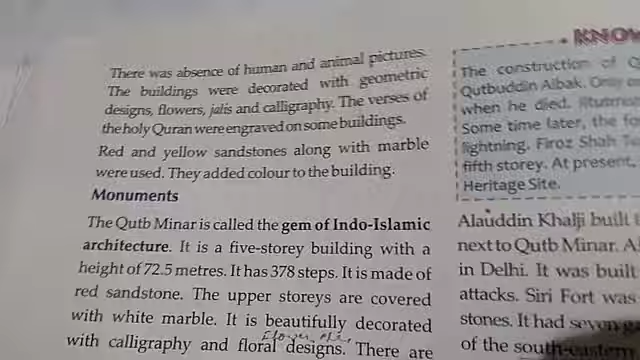 There was absence of human and animal pictures.
The buildings were decorated with geometric
designs, flowers, jalis and calligraphy. The verses of
the holy Quran were engraved on some buildings.
Red and yellow sandstones along with marble
were used. They added colour to the building.
Monuments
The Qutb Minar is called the gem of Indo-Islamic
architecture. It is a five-storey building with a
height of 72.5 metres. It has 378 steps. It is made of
red sandstone. The upper storeys are covered
with white marble. It is beautifully decorated
with calligraphy and floral designs. There are
KNOW
The construction of Q
Qutbuddin Aibak. Only
when he died. Iltutmus
Some time later, the fo
lightning. Firoz Shah
fifth storey. At present,
Heritage Site.
Alauddin Khalji built
next to Qutb Minar. A
in Delhi. It was built
attacks. Siri Fort was
stones. It had seven
of the south-eastern